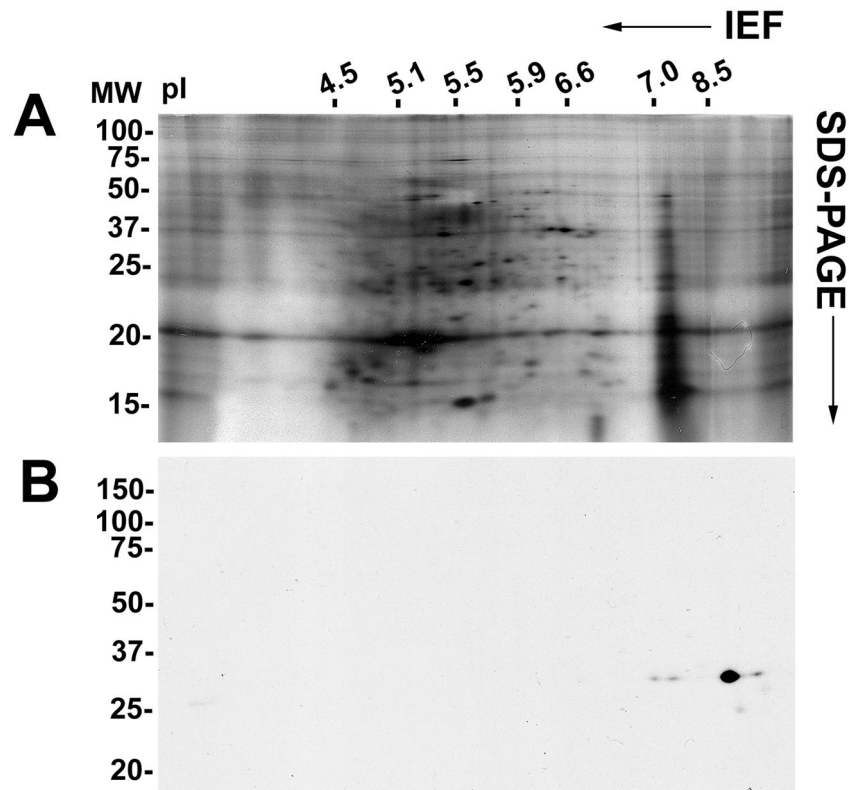 IEF
MW pI 4.5 5.1 5.5 5.9 6.6 7.0 8.5
A
100-
75-
50-
37-
25-
20-
15-
SDS-PAGE
B
150-
100-
75-
50-
37-
25-
20-